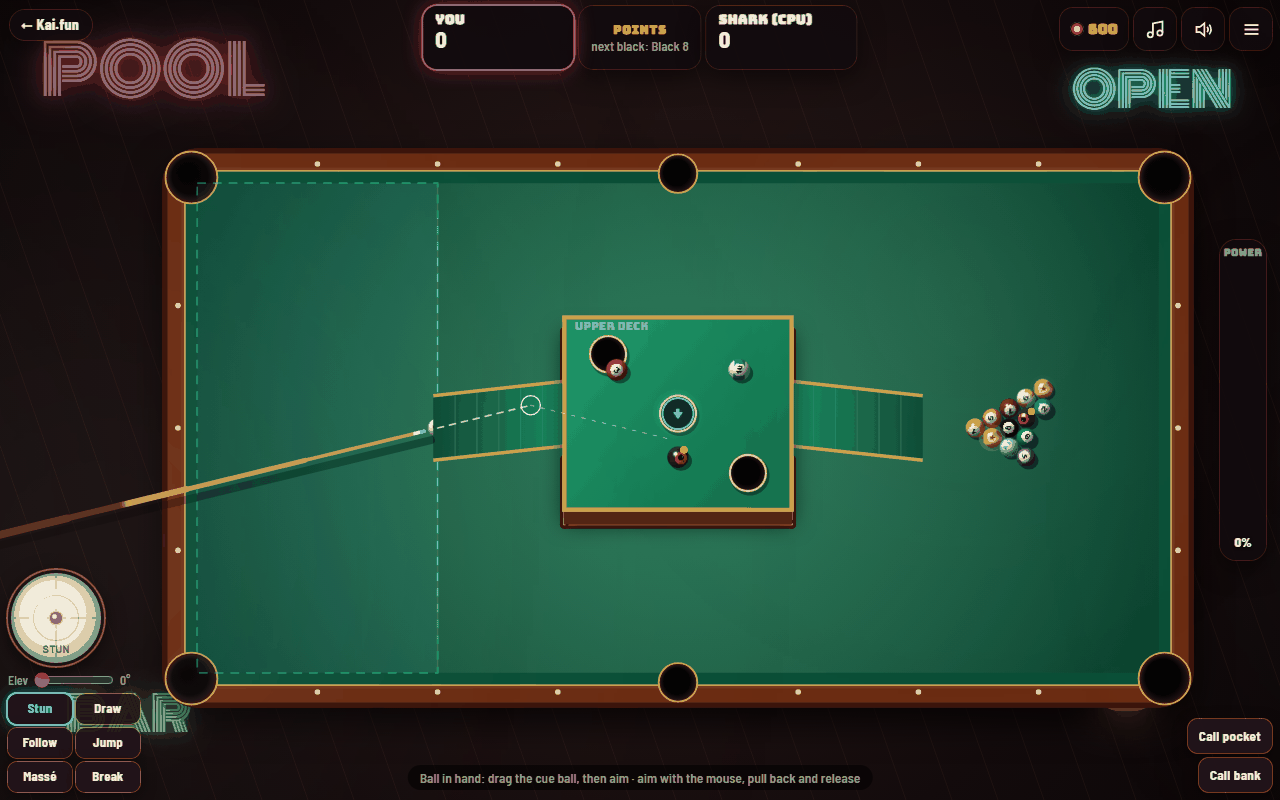 ← Kai.fun
POOL
YOU
0
POINTS
next black: Black 8
SHARK (CPU)
0
600
OPEN
POWER
0%
UPPER DECK
STUN
Elev
0°
Stun
Draw
Follow
Jump
Massé
Break
Ball in hand: drag the cue ball, then aim · aim with the mouse, pull back and release
Call pocket
Call bank